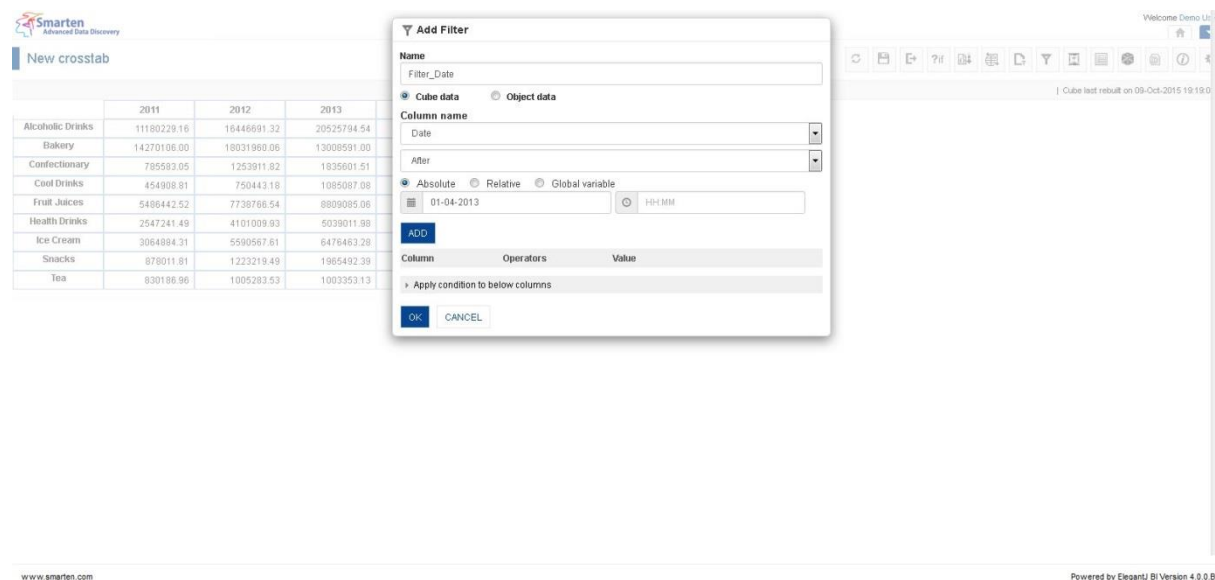 Smarten
Advanced Data Discovery
Welcome Demo Us
New crosstab
?if
| Cube last rebuilt on 09-Oct-2015 19:19:0
2011 2012 2013
Alcoholic Drinks 11180229.16 16446691.32 20525794.54
Bakery 14270106.00 18031960.06 13008591.00
Confectionary 785583.05 1253911.82 1835601.51
Cool Drinks 454908.81 750443.18 1085087.08
Fruit Juices 5486442.52 7738766.54 8809085.06
Health Drinks 2547241.49 4101009.93 5039011.98
Ice Cream 3064884.31 5590567.61 6476463.28
Snacks 878011.81 1223219.49 1965492.39
Tea 830186.96 1005283.53 1003353.13
Add Filter
Name
Filter_Date
Cube data Object data
Column name
Date
After
Absolute Relative Global variable
01-04-2013 HH:MM
ADD
Column Operators Value
Apply condition to below columns
OK CANCEL
www.smarten.com
Powered by ElegantJ BI Version 4.0.0 B